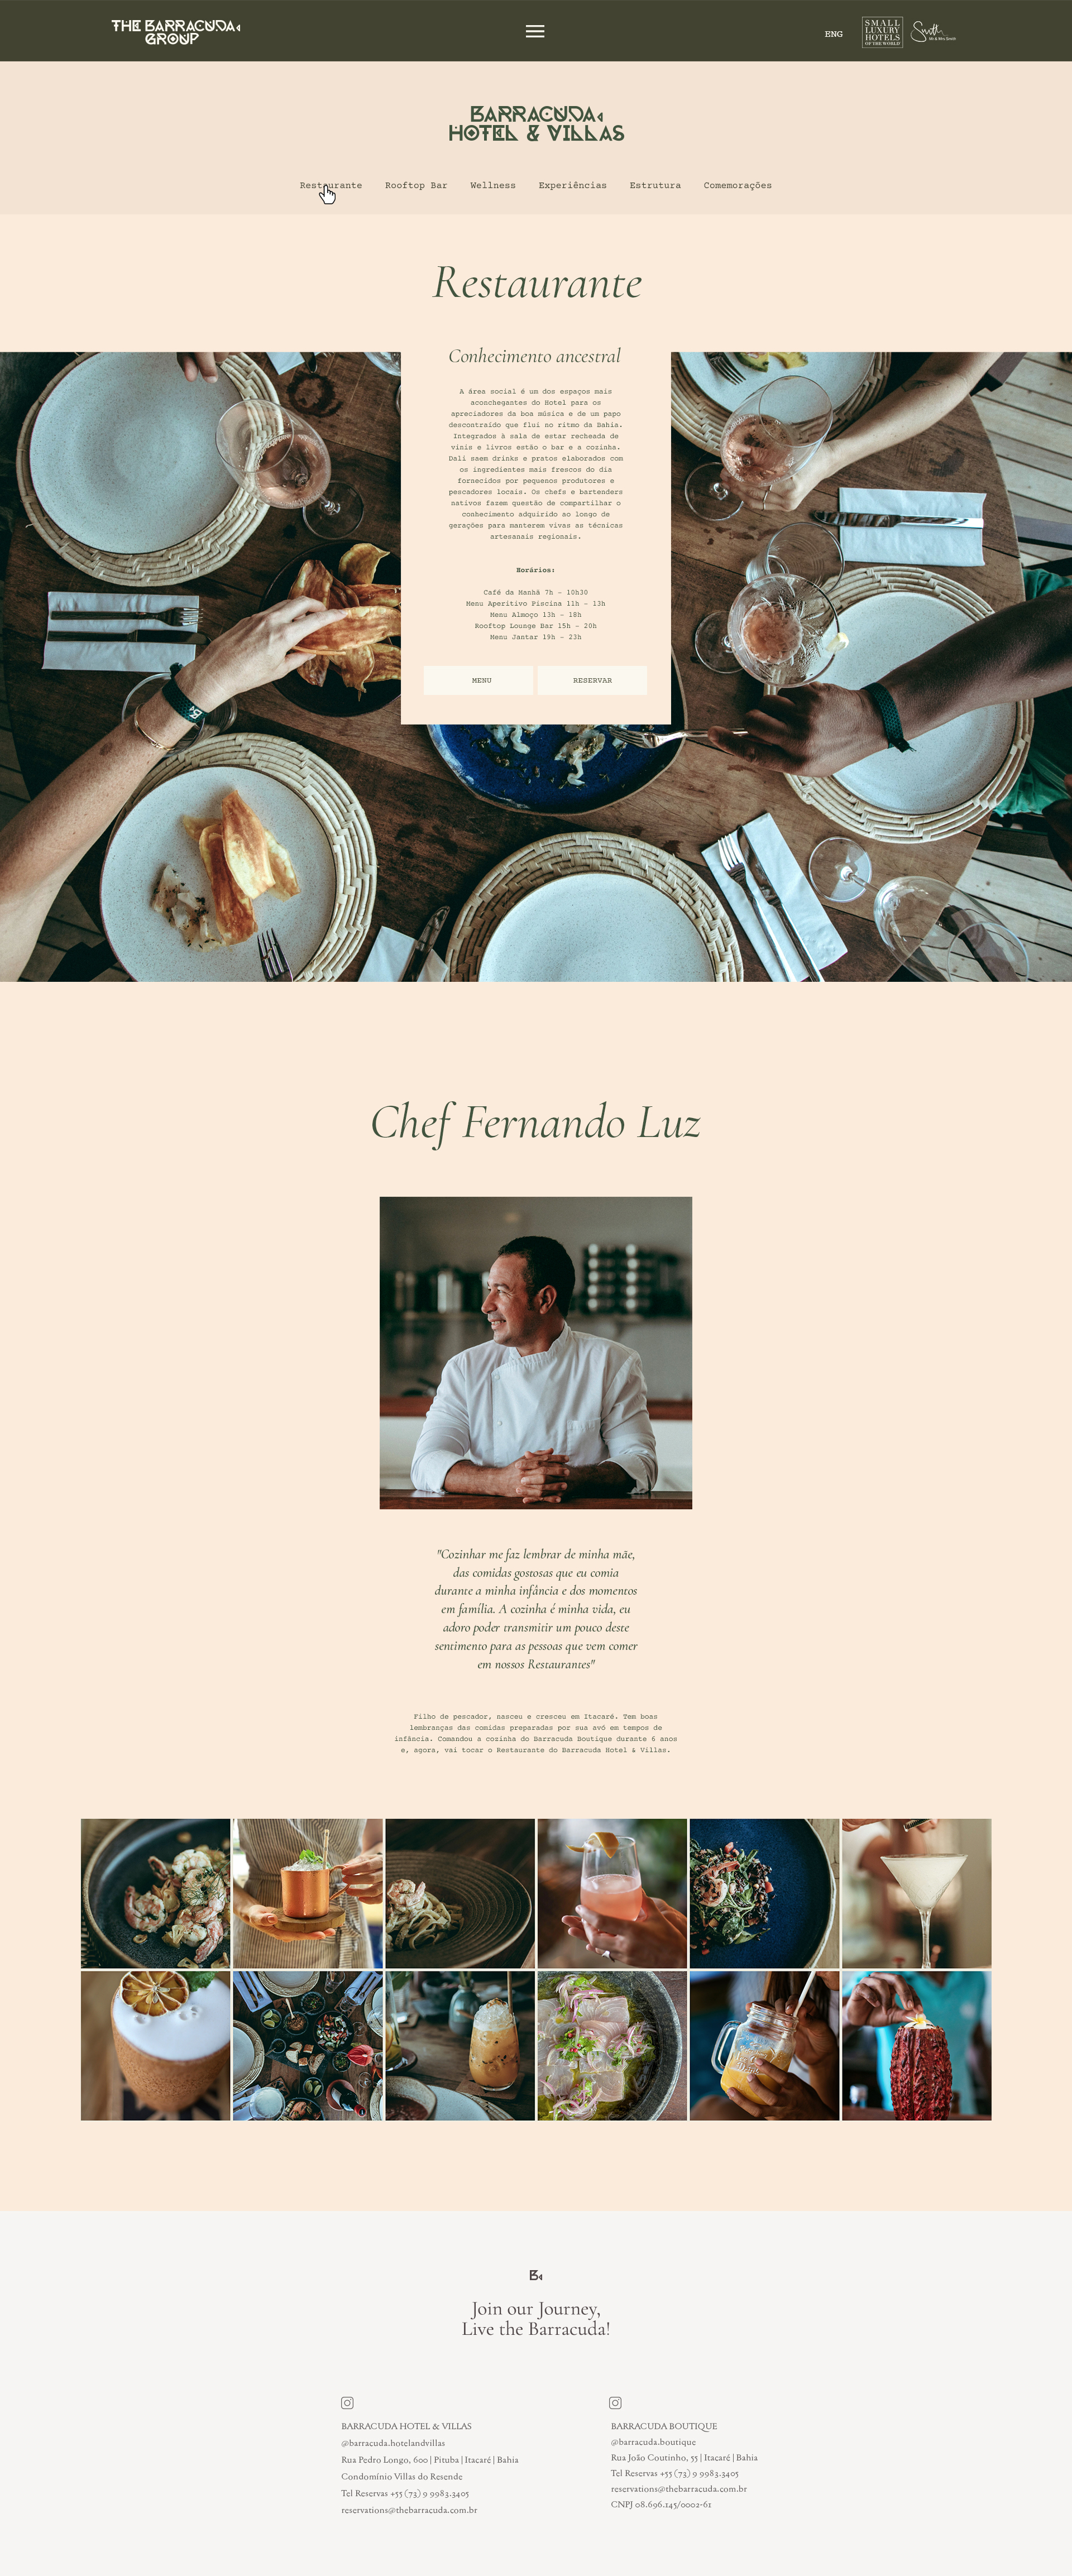 THE BARRACUDA
GROUP
ENG
SMALL
LUXURY
HOTELS
OF THE WORLD
Smith
Mr & Mrs Smith
BARRACUDA
HOTEL & VILLAS
Restaurante
Rooftop Bar
Wellness
Experiências
Estrutura
Comemorações
Restaurante
Conhecimento ancestral
A área social é um dos espaços mais
aconchegantes do Hotel para os
apreciadores da boa música e de um papo
descontraído que flui no ritmo da Bahia.
Integrados à sala de estar recheada de
vinis e livros estão o bar e a cozinha.
Dali saem drinks e pratos elaborados com
os ingredientes mais frescos do dia
fornecidos por pequenos produtores e
pescadores locais. Os chefs e bartenders
nativos fazem questão de compartilhar o
conhecimento adquirido ao longo de
gerações para manterem vivas as técnicas
artesanais regionais.
Horários:
Café da Manhã 7h - 10h30
Menu Aperitivo Piscina 11h - 13h
Menu Almoço 13h - 18h
Rooftop Lounge Bar 15h - 20h
Menu Jantar 19h - 23h
MENU
RESERVAR
Chef Fernando Luz
"Cozinhar me faz lembrar de minha mãe,
das comidas gostosas que eu comia
durante a minha infância e dos momentos
em família. A cozinha é minha vida, eu
adoro poder transmitir um pouco deste
sentimento para as pessoas que vem comer
em nossos Restaurantes"
Filho de pescador, nasceu e cresceu em Itacaré. Tem boas
lembranças das comidas preparadas por sua avó em tempos de
infância. Comandou a cozinha do Barracuda Boutique durante 6 anos
e, agora, vai tocar o Restaurante do Barracuda Hotel & Villas.
Join our Journey,
Live the Barracuda!
BARRACUDA HOTEL & VILLAS
@barracuda.hotelandvillas
Rua Pedro Longo, 600 | Pituba | Itacaré | Bahia
Condomínio Villas do Resende
Tel Reservas +55 (73) 9 9983.3405
reservations@thebarracuda.com.br
BARRACUDA BOUTIQUE
@barracuda.boutique
Rua João Coutinho, 55 | Itacaré | Bahia
Tel Reservas +55 (73) 9 9983.3405
reservations@thebarracuda.com.br
CNPJ 08.696.145/0002-61